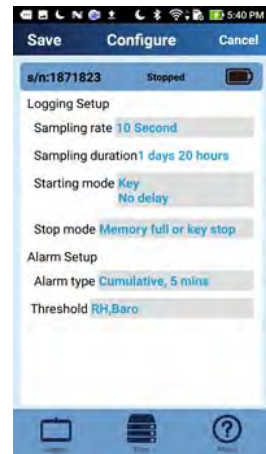 5:40 PM
Save Configure Cancel
s/n:1871823 Stopped
Logging Setup
Sampling rate 10 Second
Sampling duration1 days 20 hours
Starting mode Key
No delay
Stop mode Memory full or key stop
Alarm Setup
Alarm type Cumulative, 5 mins
Threshold RH,Baro